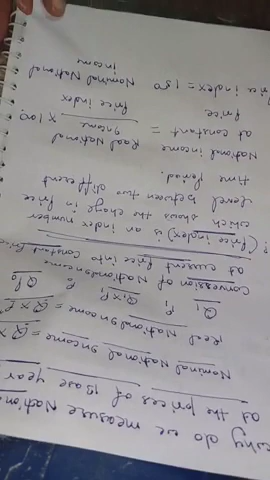 why do we measure Nation
at the prices of base year
Nominal National Income = Q ×
Real National Income = Q × P
Q₁ P₁ Q × P₁ P₀ Q P₀
Conversion of National Income
at current price into constant
(Price index) is an index number
which shows the change in price
level between two different
time period.
National income Real National
at constant = Income × 100
Price Price index
Price index = 150 Nominal National
income